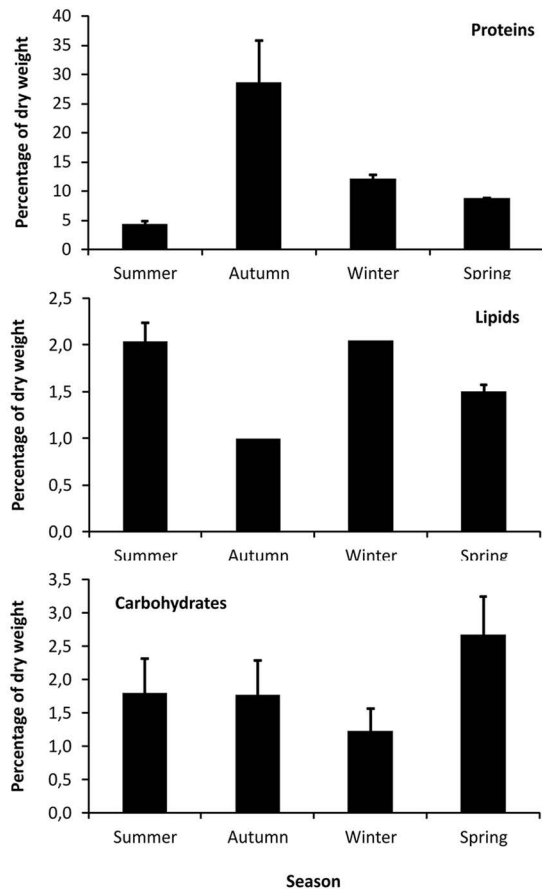 Proteins
Percentage of dry weight
40
35
30
25
20
15
10
5
0
Summer Autumn Winter Spring
Lipids
Percentage of dry weight
2,5
2,0
1,5
1,0
0,5
0,0
Summer Autumn Winter Spring
Carbohydrates
Percentage of dry weight
3,5
3,0
2,5
2,0
1,5
1,0
0,5
0,0
Summer Autumn Winter Spring
Season